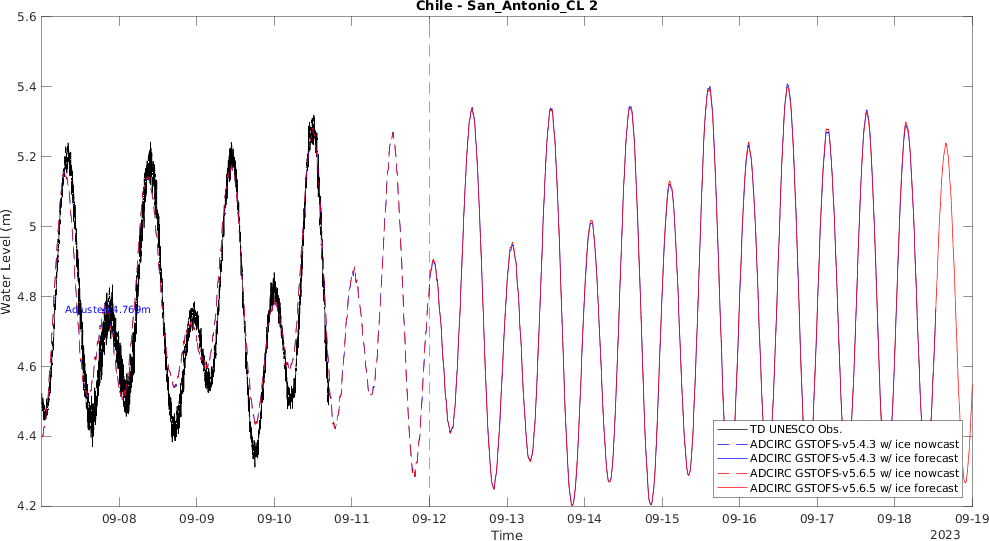 Chile - San_Antonio_CL 2
5.6
5.4
5.2
5
4.8
4.6
4.4
4.2
Water Level (m)
TD UNESCO Obs.
ADCIRC GSTOFS-v5.4.3 w/ ice nowcast
ADCIRC GSTOFS-v5.4.3 w/ ice forecast
ADCIRC GSTOFS-v5.6.5 w/ ice nowcast
ADCIRC GSTOFS-v5.6.5 w/ ice forecast
09-08 09-09 09-10 09-11 09-12 09-13 09-14 09-15 09-16 09-17 09-18 09-19
Time
2023